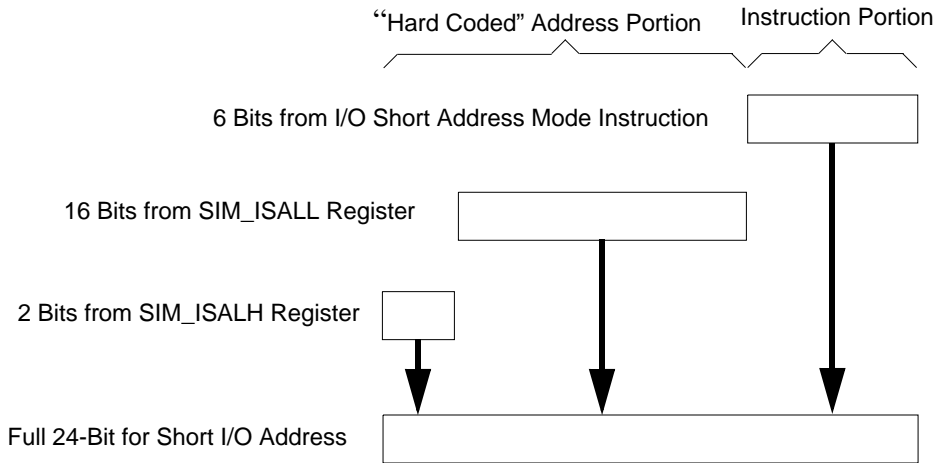 “Hard Coded” Address Portion
Instruction Portion
6 Bits from I/O Short Address Mode Instruction
16 Bits from SIM_ISALL Register
2 Bits from SIM_ISALH Register
Full 24-Bit for Short I/O Address